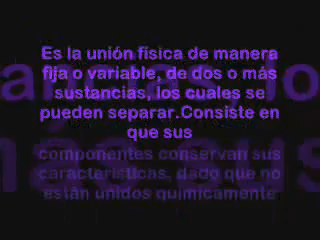 Es la unión física de manera
fija o variable, de dos o más
sustancias, los cuales se
pueden separar.Consiste en
que sus
componentes conservan sus
características, dado que no
están unidos químicamente